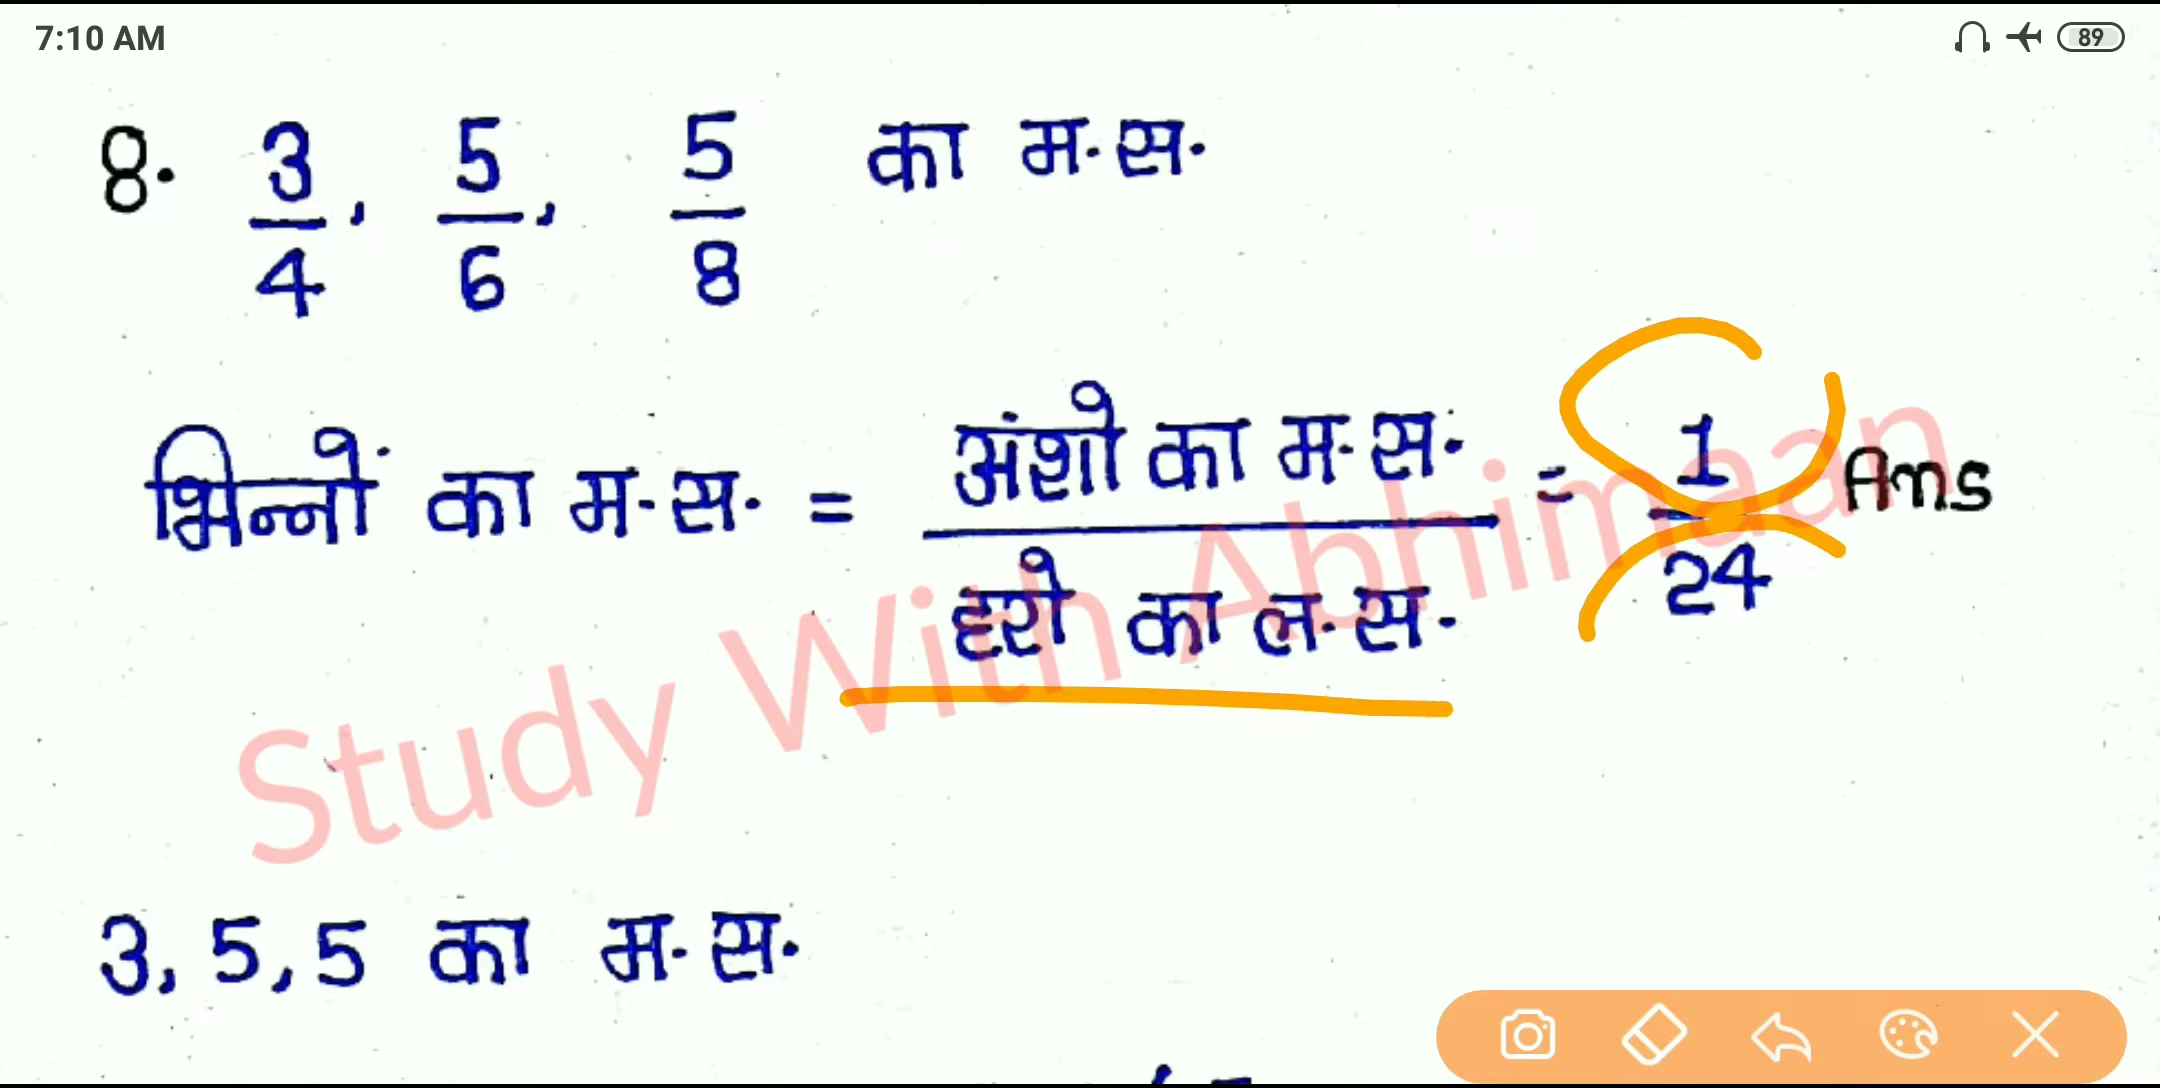 7:10 AM 89
8. 3/4, 5/6, 5/8 का म.स.
भिन्नों का म.स. = अंशो का म.स. / हरो का ल.स. = 1/24 Ans
Study With Abhimaan
3, 5, 5 का म.स.